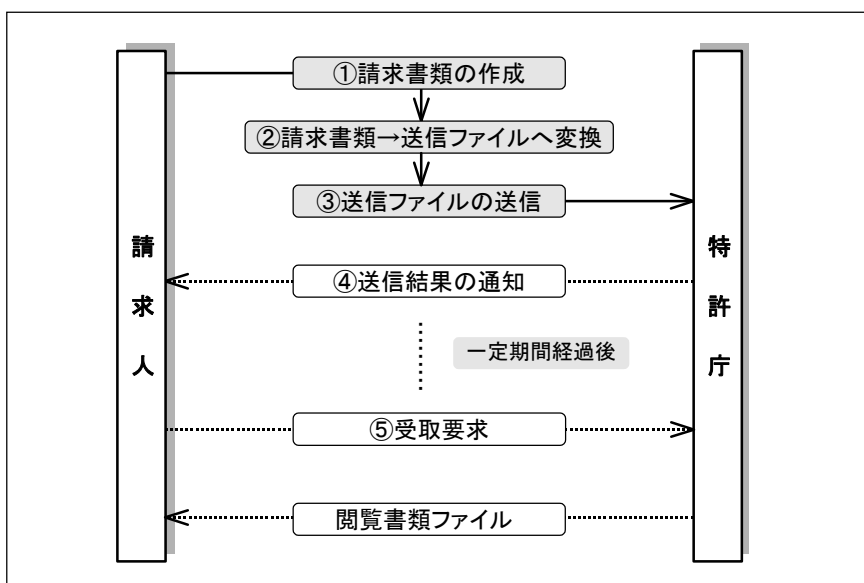 ①請求書類の作成
②請求書類→送信ファイルへ変換
③送信ファイルの送信
請求人
特許庁
④送信結果の通知
一定期間経過後
⑤受取要求
閲覧書類ファイル